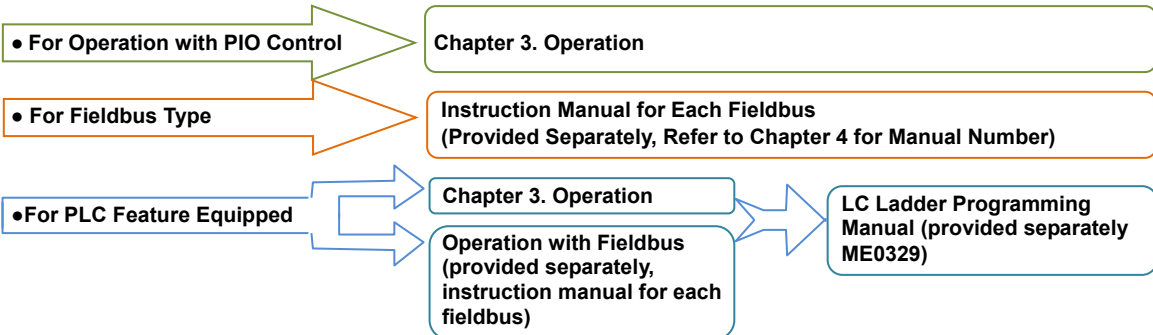 ● For Operation with PIO Control
Chapter 3. Operation
● For Fieldbus Type
Instruction Manual for Each Fieldbus
(Provided Separately, Refer to Chapter 4 for Manual Number)
●For PLC Feature Equipped
Chapter 3. Operation
Operation with Fieldbus
(provided separately,
instruction manual for each
fieldbus)
LC Ladder Programming
Manual (provided separately
ME0329)